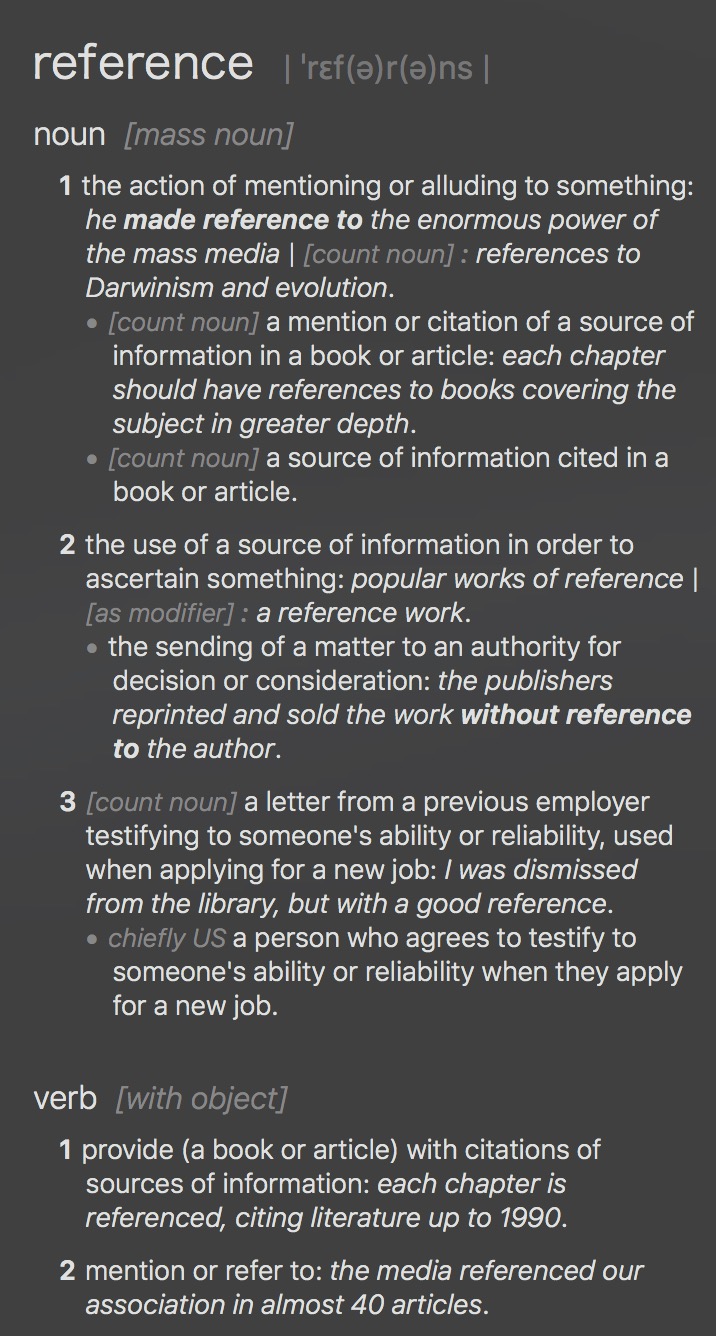 reference | ˈrɛf(ə)r(ə)ns |
noun [mass noun]
1 the action of mentioning or alluding to something:
he made reference to the enormous power of
the mass media | [count noun] : references to
Darwinism and evolution.
• [count noun] a mention or citation of a source of
information in a book or article: each chapter
should have references to books covering the
subject in greater depth.
• [count noun] a source of information cited in a
book or article.
2 the use of a source of information in order to
ascertain something: popular works of reference |
[as modifier] : a reference work.
• the sending of a matter to an authority for
decision or consideration: the publishers
reprinted and sold the work without reference
to the author.
3 [count noun] a letter from a previous employer
testifying to someone's ability or reliability, used
when applying for a new job: I was dismissed
from the library, but with a good reference.
• chiefly US a person who agrees to testify to
someone's ability or reliability when they apply
for a new job.
verb [with object]
1 provide (a book or article) with citations of
sources of information: each chapter is
referenced, citing literature up to 1990.
2 mention or refer to: the media referenced our
association in almost 40 articles.